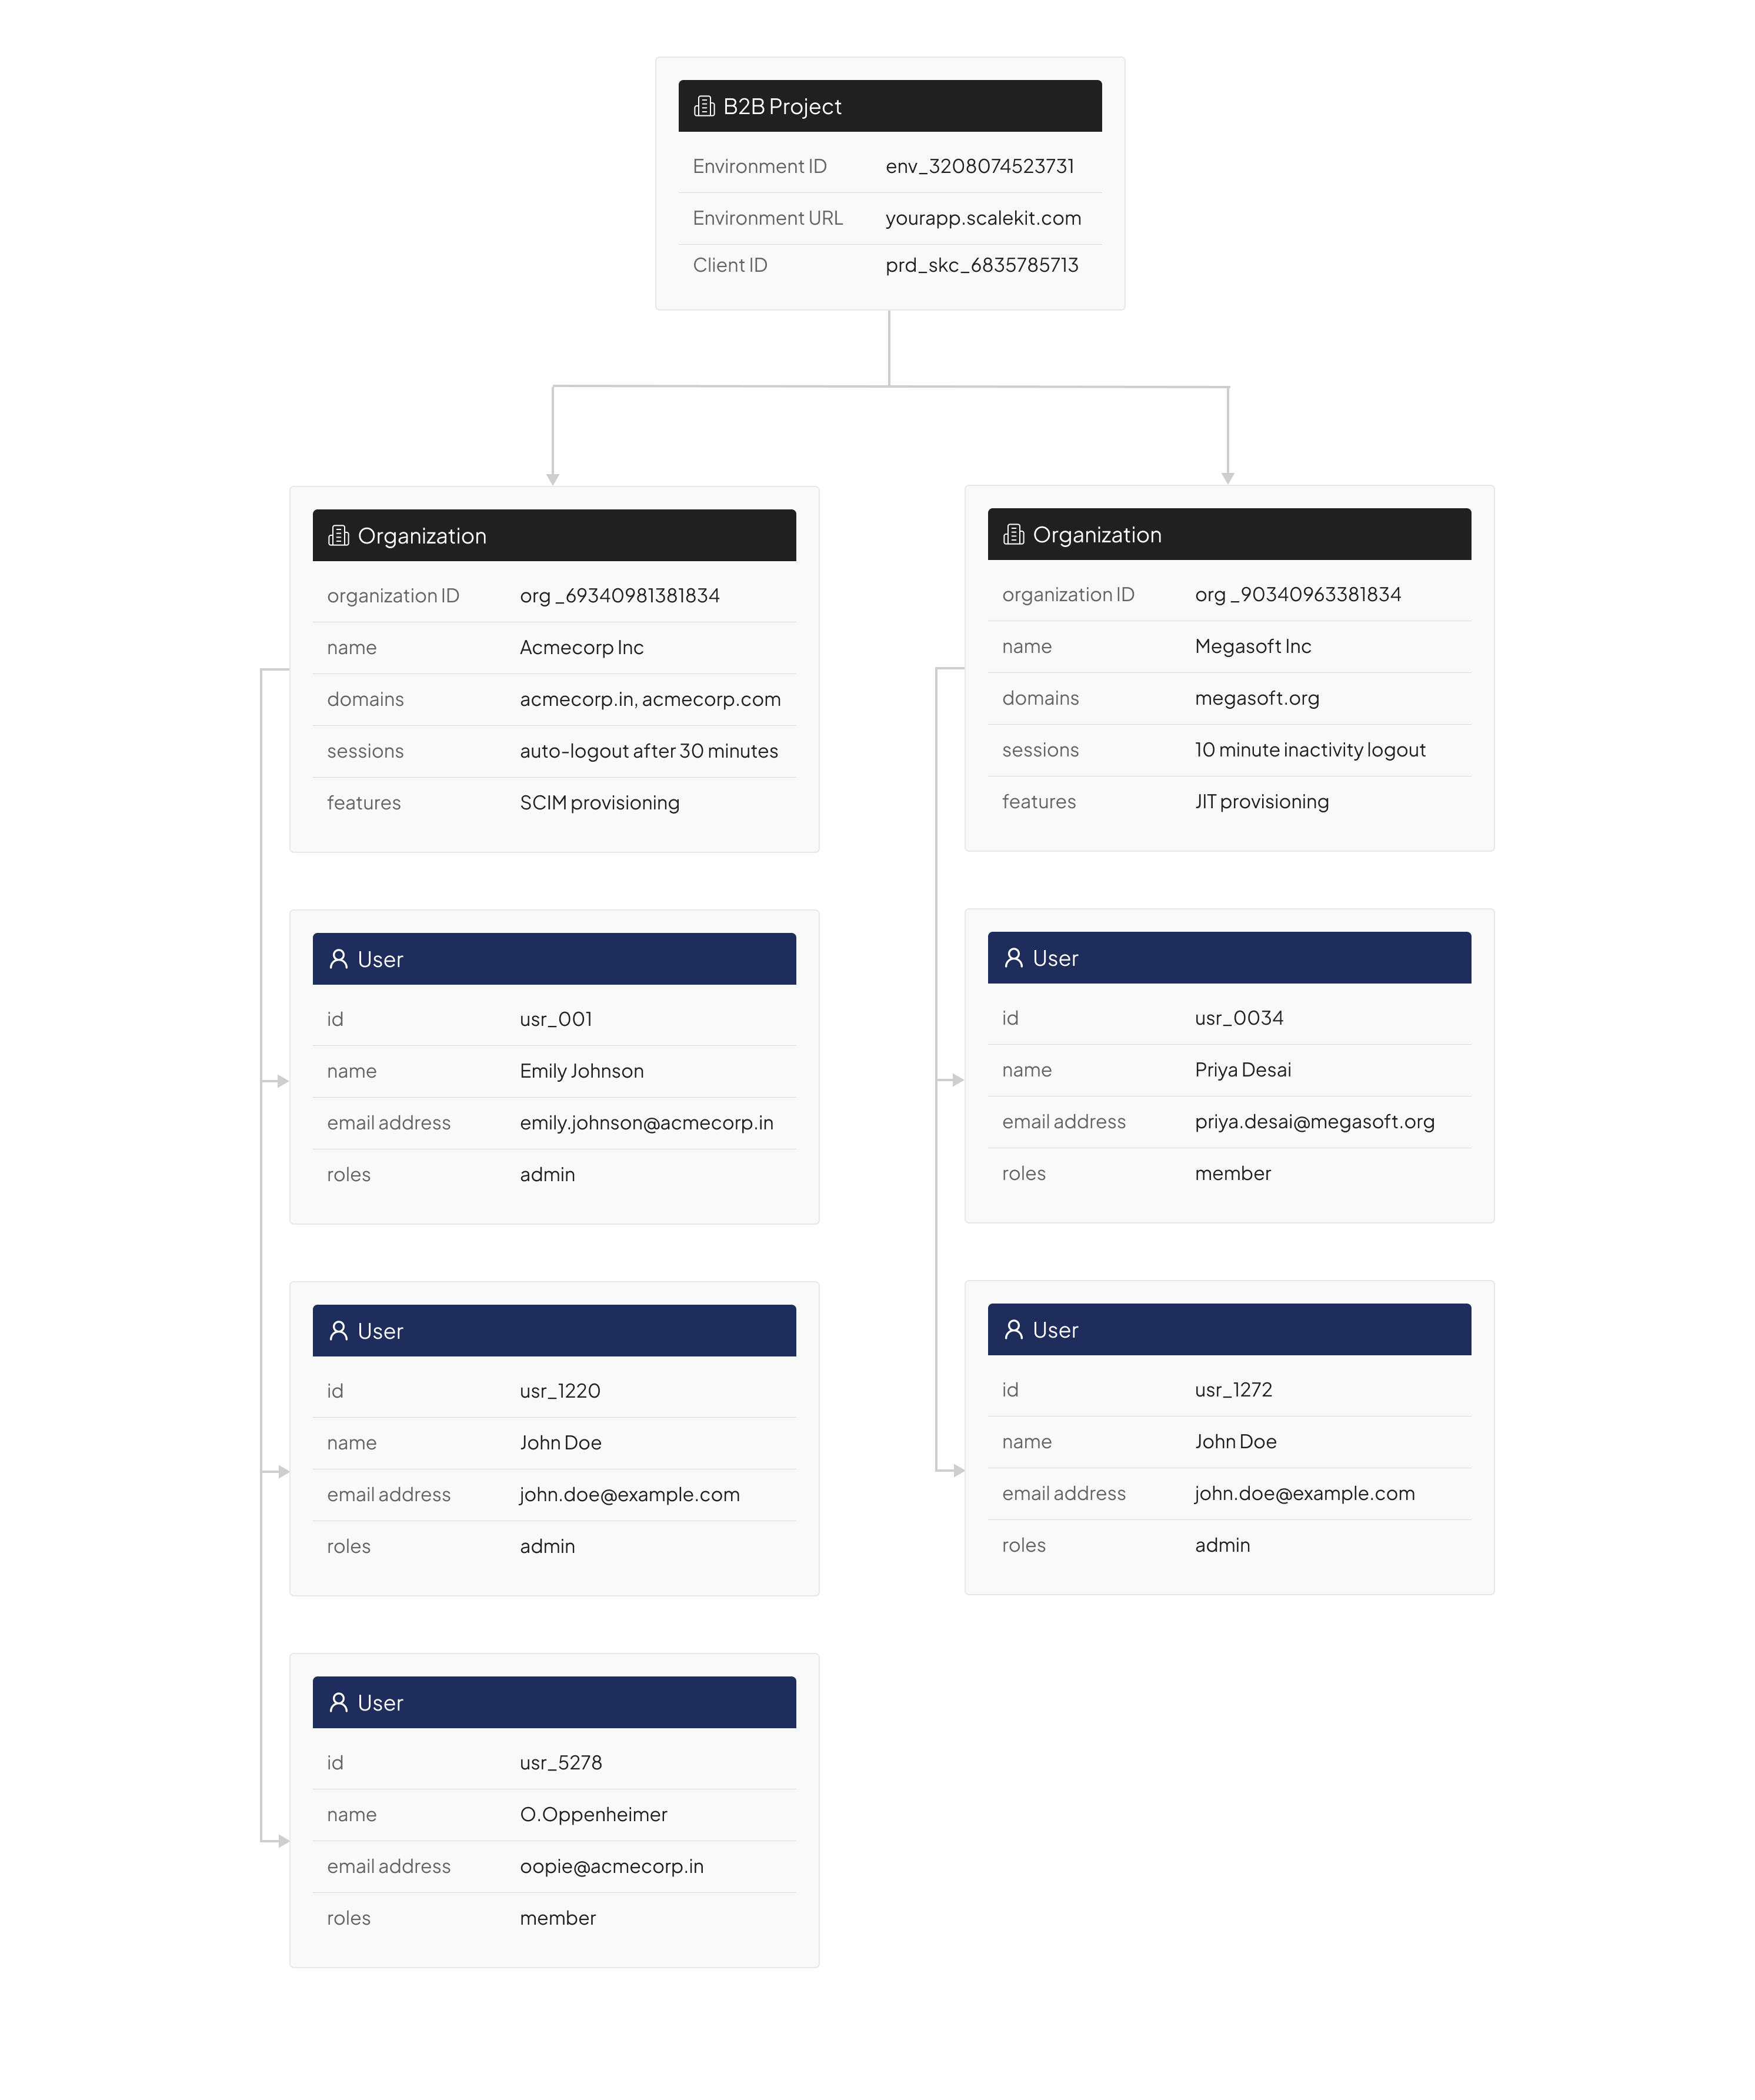 B2B Project
Environment ID env_3208074523731
Environment URL yourapp.scalekit.com
Client ID prd_skc_6835785713
Organization
organization ID org _69340981381834
name Acmecorp Inc
domains acmecorp.in, acmecorp.com
sessions auto-logout after 30 minutes
features SCIM provisioning
User
id usr_001
name Emily Johnson
email address emily.johnson@acmecorp.in
roles admin
User
id usr_1220
name John Doe
email address john.doe@example.com
roles admin
User
id usr_5278
name O.Oppenheimer
email address oopie@acmecorp.in
roles member
Organization
organization ID org _90340963381834
name Megasoft Inc
domains megasoft.org
sessions 10 minute inactivity logout
features JIT provisioning
User
id usr_0034
name Priya Desai
email address priya.desai@megasoft.org
roles member
User
id usr_1272
name John Doe
email address john.doe@example.com
roles admin